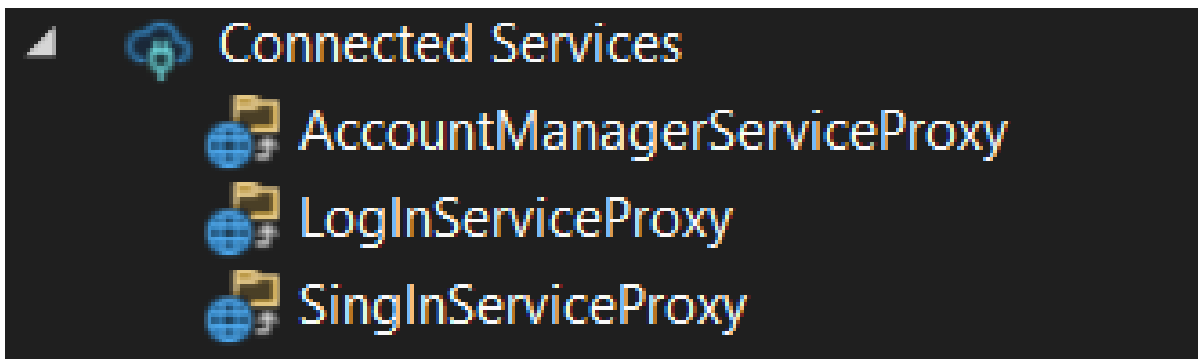 Connected Services
AccountManagerServiceProxy
LogInServiceProxy
SingInServiceProxy